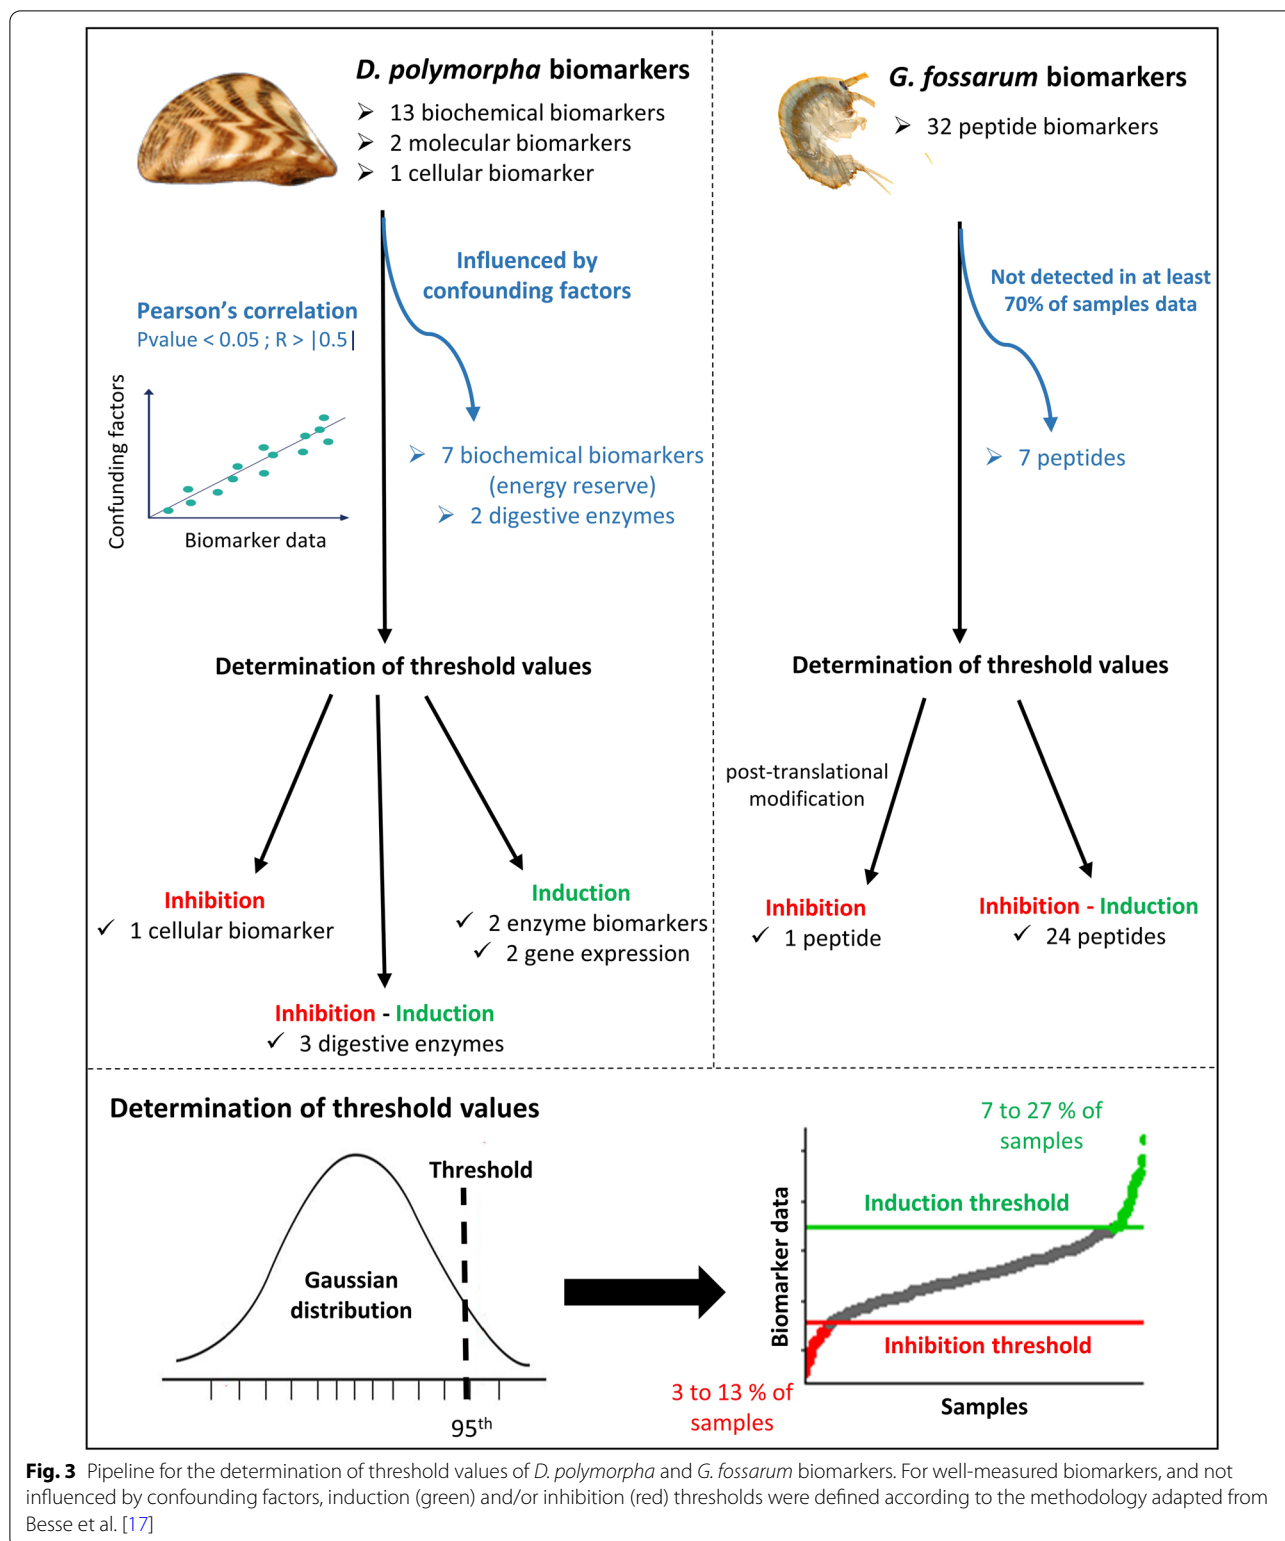 D. polymorpha biomarkers
➢ 13 biochemical biomarkers
➢ 2 molecular biomarkers
➢ 1 cellular biomarker
G. fossarum biomarkers
➢ 32 peptide biomarkers
Influenced by
confounding factors
Pearson's correlation
Pvalue < 0.05 ; R > |0.5|
Confunding factors
Biomarker data
➢ 7 biochemical biomarkers
(energy reserve)
➢ 2 digestive enzymes
Not detected in at least
70% of samples data
➢ 7 peptides
Determination of threshold values
Inhibition
✓ 1 cellular biomarker
Induction
✓ 2 enzyme biomarkers
✓ 2 gene expression
Inhibition - Induction
✓ 3 digestive enzymes
Determination of threshold values
post-translational
modification
Inhibition
✓ 1 peptide
Inhibition - Induction
✓ 24 peptides
Determination of threshold values
Threshold
Gaussian
distribution
95th
7 to 27 % of
samples
Induction threshold
Biomarker data
Inhibition threshold
3 to 13 % of
samples
Samples
Fig. 3 Pipeline for the determination of threshold values of D. polymorpha and G. fossarum biomarkers. For well-measured biomarkers, and not
influenced by confounding factors, induction (green) and/or inhibition (red) thresholds were defined according to the methodology adapted from
Besse et al. [17]